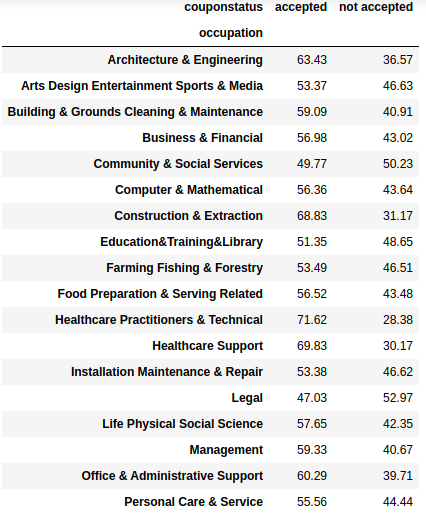 couponstatus accepted not accepted
occupation
Architecture & Engineering 63.43 36.57
Arts Design Entertainment Sports & Media 53.37 46.63
Building & Grounds Cleaning & Maintenance 59.09 40.91
Business & Financial 56.98 43.02
Community & Social Services 49.77 50.23
Computer & Mathematical 56.36 43.64
Construction & Extraction 68.83 31.17
Education&Training&Library 51.35 48.65
Farming Fishing & Forestry 53.49 46.51
Food Preparation & Serving Related 56.52 43.48
Healthcare Practitioners & Technical 71.62 28.38
Healthcare Support 69.83 30.17
Installation Maintenance & Repair 53.38 46.62
Legal 47.03 52.97
Life Physical Social Science 57.65 42.35
Management 59.33 40.67
Office & Administrative Support 60.29 39.71
Personal Care & Service 55.56 44.44